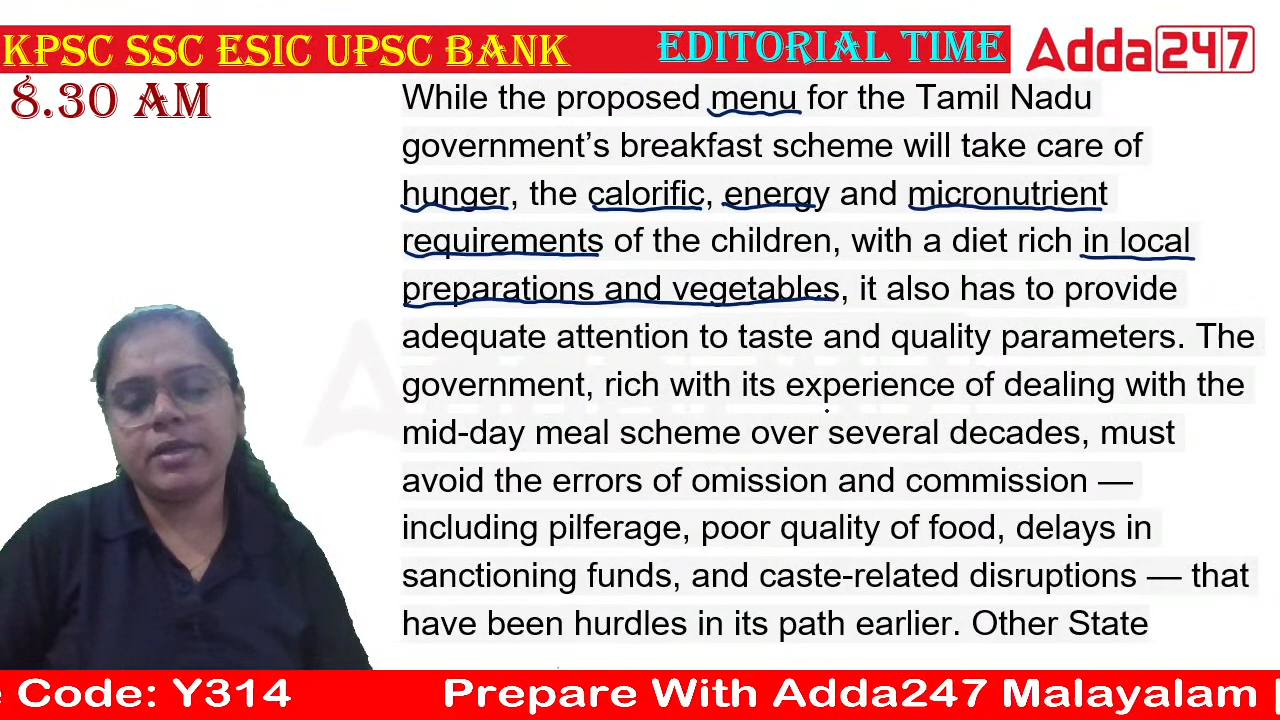 KPSC SSC ESIC UPSC BANK
EDITORIAL TIME
Adda247
8.30 AM
While the proposed menu for the Tamil Nadu
government's breakfast scheme will take care of
hunger, the calorific, energy and micronutrient
requirements of the children, with a diet rich in local
preparations and vegetables, it also has to provide
adequate attention to taste and quality parameters. The
government, rich with its experience of dealing with the
mid-day meal scheme over several decades, must
avoid the errors of omission and commission —
including pilferage, poor quality of food, delays in
sanctioning funds, and caste-related disruptions — that
have been hurdles in its path earlier. Other State
e Code: Y314 Prepare With Adda247 Malayalam |